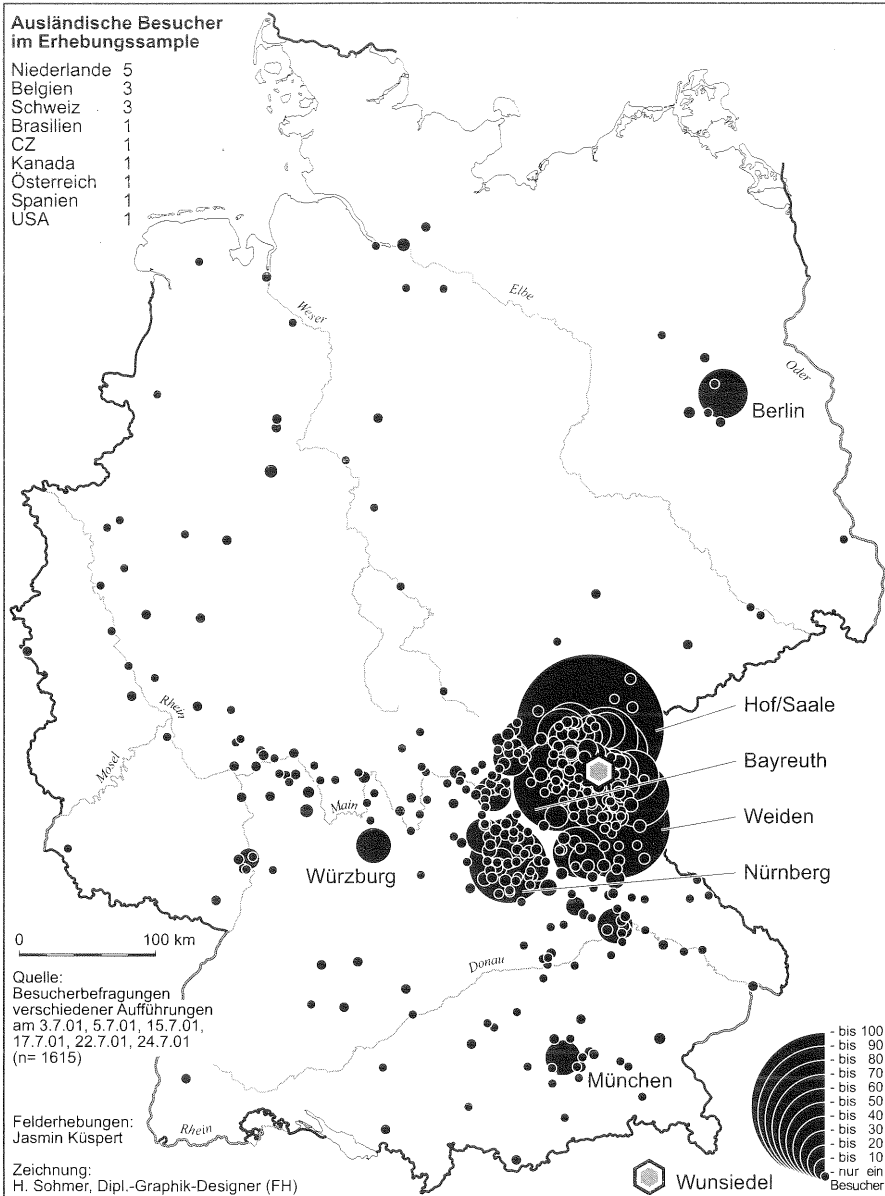 Ausländische Besucher
im Erhebungssample
Niederlande 5
Belgien 3
Schweiz 3
Brasilien 1
CZ 1
Kanada 1
Österreich 1
Spanien 1
USA 1
Weser
Elbe
Oder
Berlin
Rhein
Mosel
Main
Hof/Saale
Bayreuth
Weiden
Nürnberg
Würzburg
0 100 km
Donau
Quelle:
Besucherbefragungen
verschiedener Aufführungen
am 3.7.01, 5.7.01, 15.7.01,
17.7.01, 22.7.01, 24.7.01
(n= 1615)
München
Felderhebungen:
Jasmin Küspert
Rhein
Zeichnung:
H. Sohmer, Dipl.-Graphik-Designer (FH)
Wunsiedel
- bis 100
- bis 90
- bis 80
- bis 70
- bis 60
- bis 50
- bis 40
- bis 30
- bis 20
- bis 10
- nur ein
Besucher